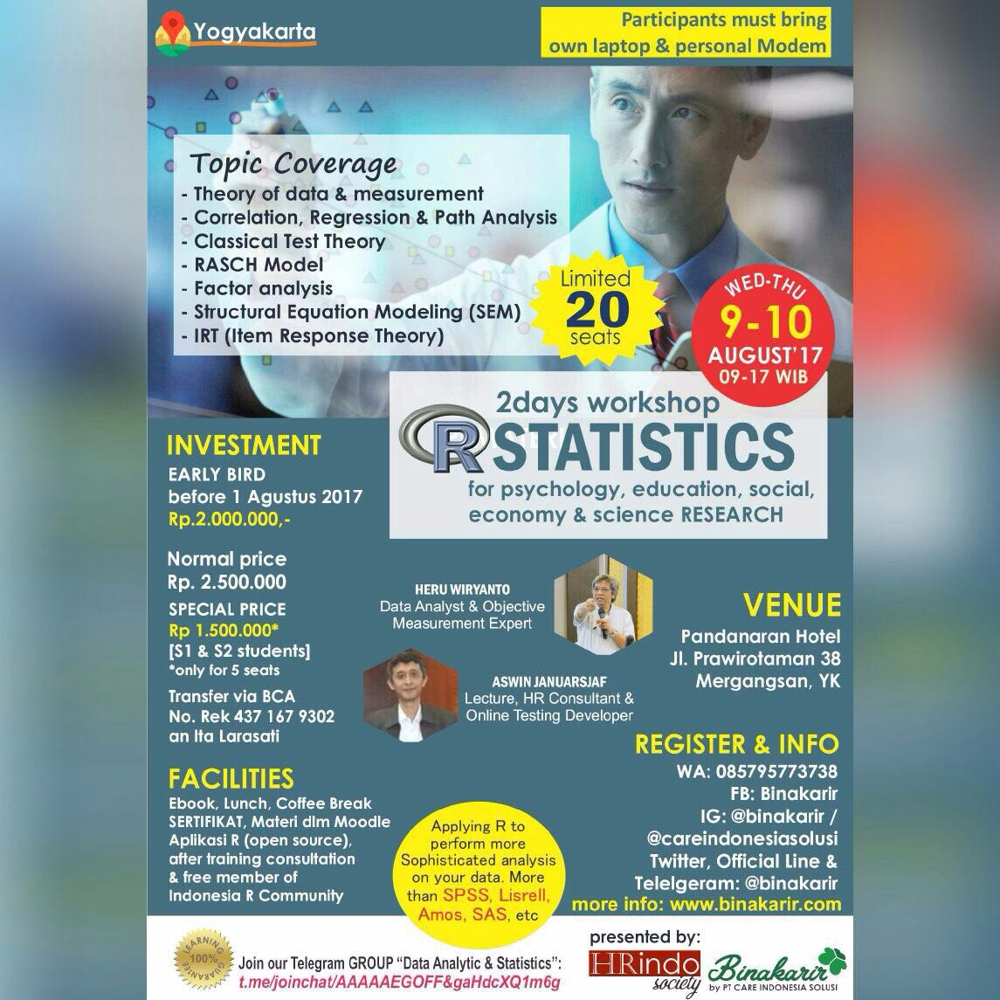 Yogyakarta
Participants must bring
own laptop & personal Modem
Topic Coverage
- Theory of data & measurement
- Correlation, Regression & Path Analysis
- Classical Test Theory
- RASCH Model
- Factor analysis
- Structural Equation Modeling (SEM)
- IRT (Item Response Theory)
Limited
20
seats
WED-THU
9-10
AUGUST'17
09-17 WIB
2days workshop
R STATISTICS
for psychology, education, social,
economy & science RESEARCH
INVESTMENT
EARLY BIRD
before 1 Agustus 2017
Rp.2.000.000,-
Normal price
Rp. 2.500.000
SPECIAL PRICE
Rp 1.500.000*
[S1 & S2 students]
*only for 5 seats
Transfer via BCA
No. Rek 437 167 9302
an Ita Larasati
FACILITIES
Ebook, Lunch, Coffee Break
SERTIFIKAT, Materi dlm Moodle
Aplikasi R (open source),
after training consultation
& free member of
Indonesia R Community
HERU WIRYANTO
Data Analyst & Objective
Measurement Expert
ASWIN JANUARSJAF
Lecture, HR Consultant &
Online Testing Developer
VENUE
Pandanaran Hotel
Jl. Prawirotaman 38
Mergangsan, YK
REGISTER & INFO
WA: 085795773738
FB: Binakarir
IG: @binakarir /
@careindonesiasolusi
Twitter, Official Line &
Telelgeram: @binakarir
more info: www.binakarir.com
Applying R to
perform more
Sophisticated analysis
on your data. More
than SPSS, Lisrell,
Amos, SAS, etc
LEARNING
100%
GUARANTEE
Join our Telegram GROUP "Data Analytic & Statistics":
t.me/joinchat/AAAAAEGOFF&gaHdcXQ1m6g
presented by:
HRindo
society
Binakarir
by PT CARE INDONESIA SOLUSI